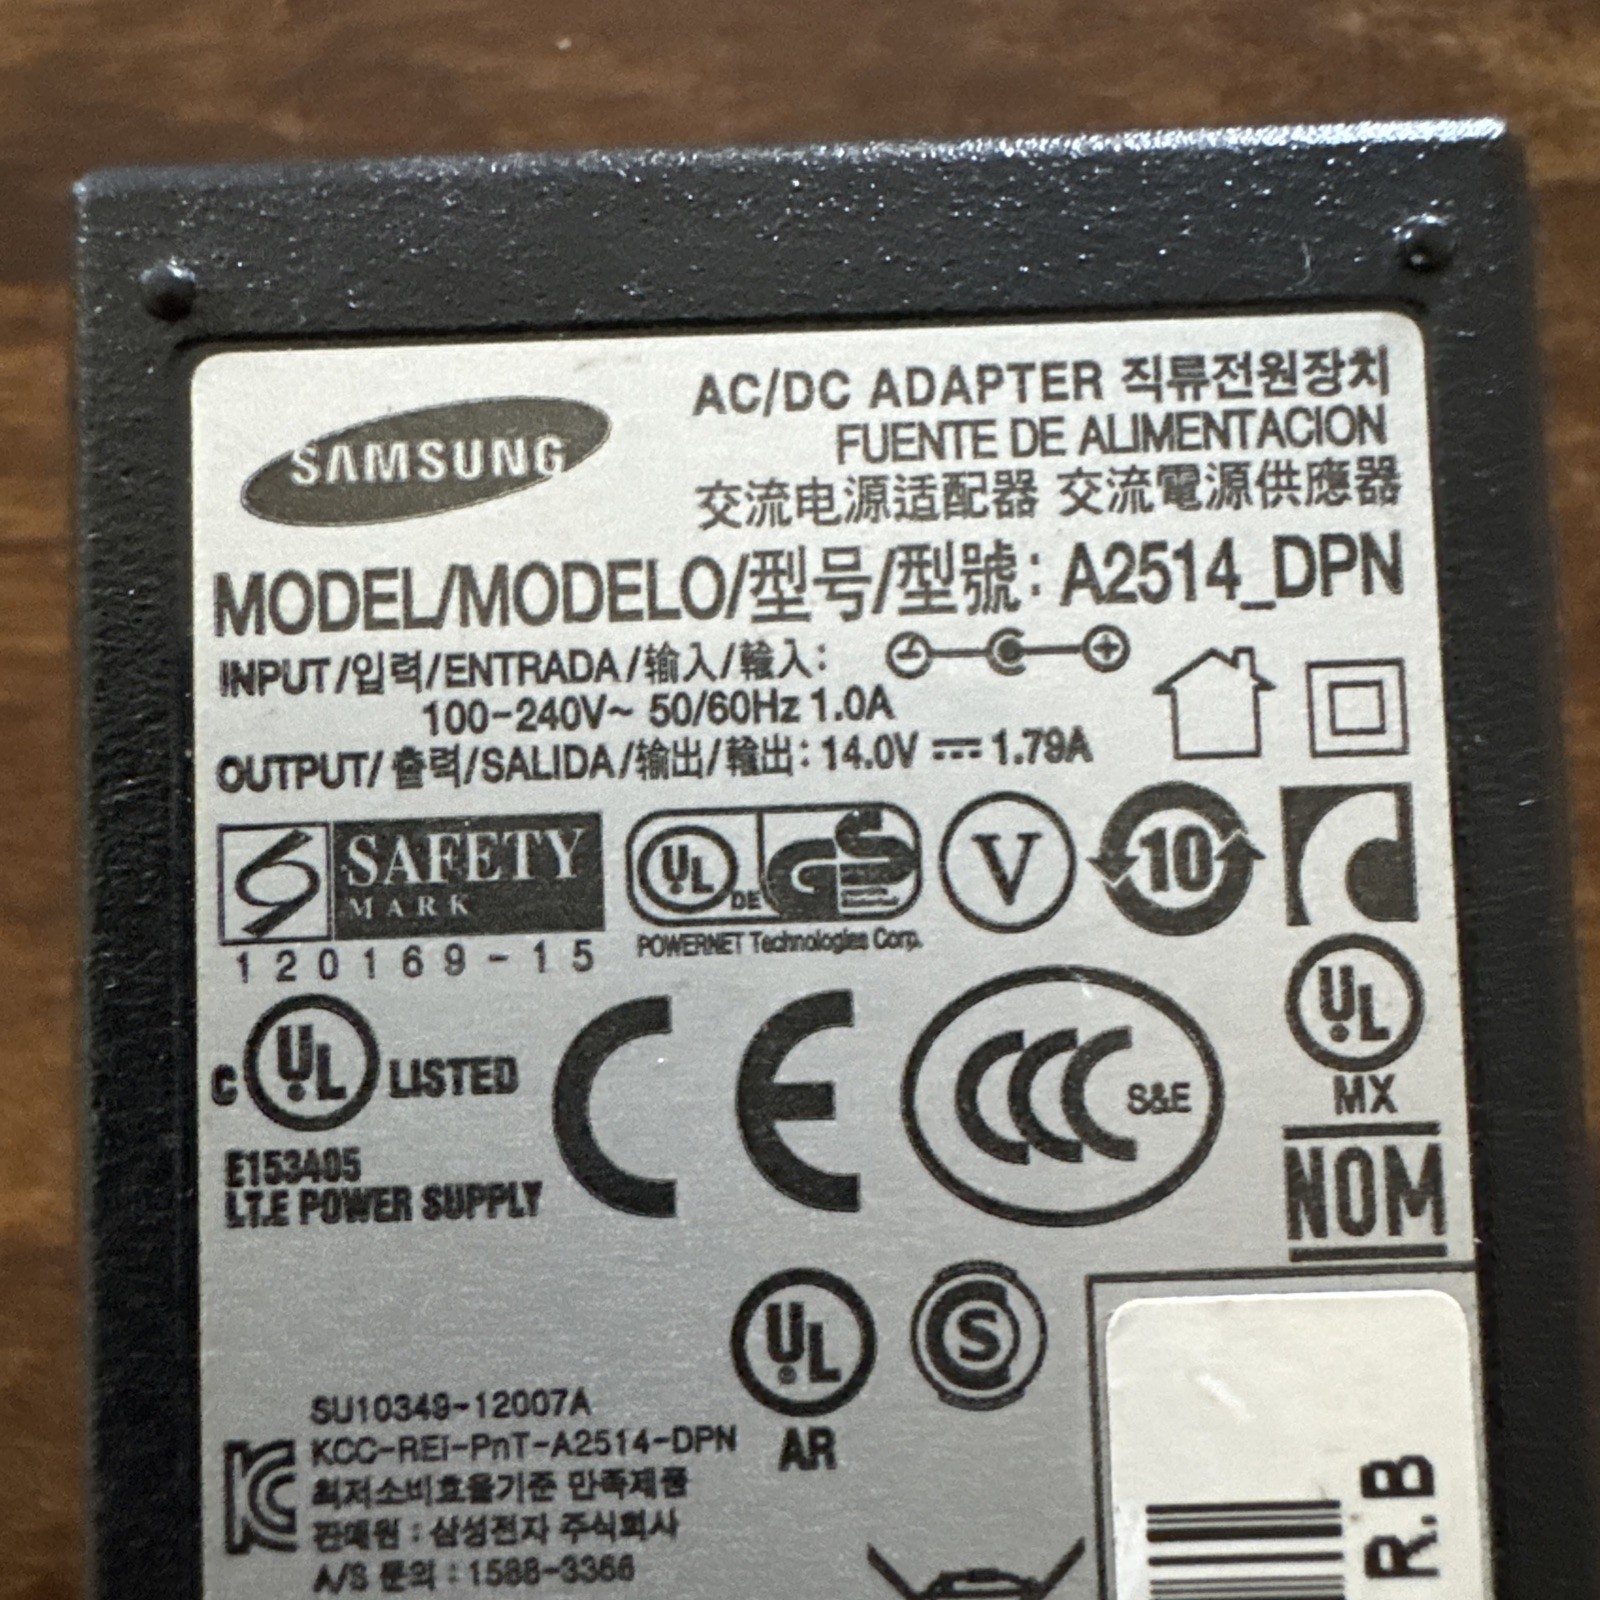 SAMSUNG
AC/DC ADAPTER 직류전원장치
FUENTE DE ALIMENTACION
交流电源适配器 交流電源供應器
MODEL/MODELO/型号/型號: A2514_DPN
INPUT/입력/ENTRADA/输入/輸入:
100-240V~ 50/60Hz 1.0A
OUTPUT/출력/SALIDA/输出/輸出: 14.0V ⎓ 1.79A
S SAFETY
MARK
120169-15
UL DE GS
POWERNET Technologies Corp.
V
10
C UL LISTED
E153405
L.T.E POWER SUPPLY
CE
CCC S&E
UL
MX
NOM
UL
AR
S
SU10349-12007A
KCC-REI-PnT-A2514-DPN
최저소비효율기준 만족제품
판매원 : 삼성전자 주식회사
A/S 문의 : 1588-3366
R.B